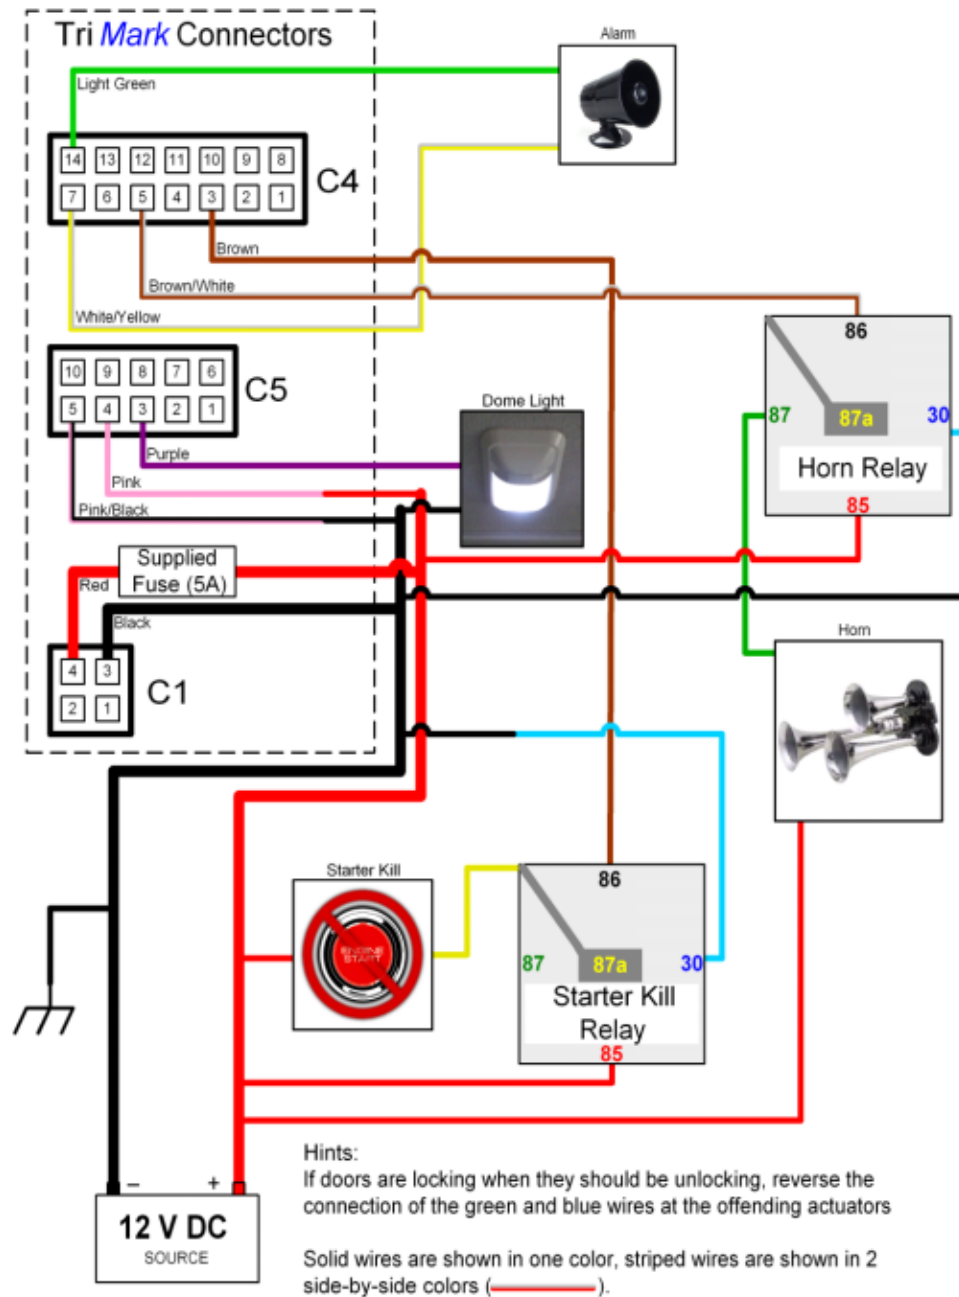 Tri Mark Connectors
Alarm
Light Green
14 13 12 11 10 9 8
7 6 5 4 3 2 1
C4
Brown
Brown/White
White/Yellow
86
87 87a 30
Horn Relay
85
10 9 8 7 6
5 4 3 2 1
C5
Dome Light
Purple
Pink
Pink/Black
Supplied
Fuse (5A)
Red
Black
4 3
2 1
C1
Horn
Starter Kill
ENGINE
START
86
87 87a 30
Starter Kill
Relay
85
– +
12 V DC
SOURCE
Hints:
If doors are locking when they should be unlocking, reverse the
connection of the green and blue wires at the offending actuators
Solid wires are shown in one color, striped wires are shown in 2
side-by-side colors ( ).